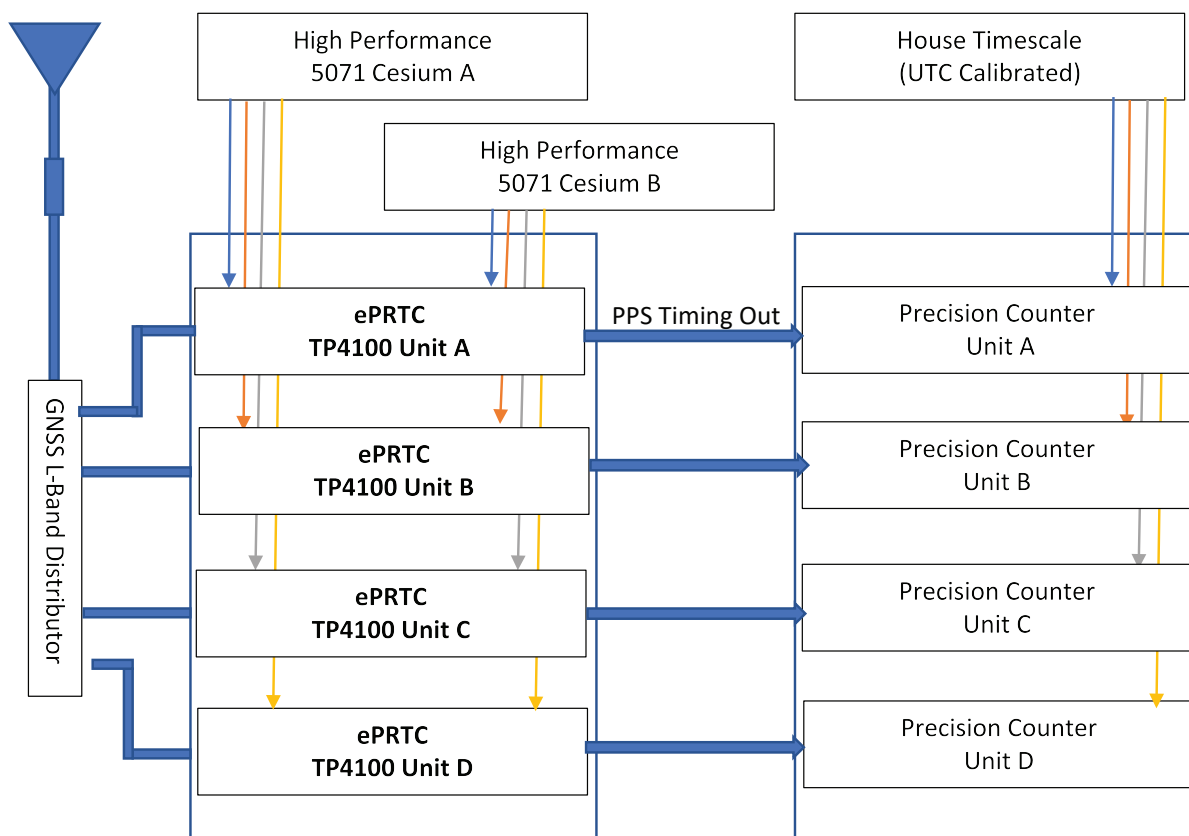 High Performance
5071 Cesium A
House Timescale
(UTC Calibrated)
High Performance
5071 Cesium B
ePRTC
TP4100 Unit A
PPS Timing Out
Precision Counter
Unit A
GNSS L-Band Distributor
ePRTC
TP4100 Unit B
Precision Counter
Unit B
ePRTC
TP4100 Unit C
Precision Counter
Unit C
ePRTC
TP4100 Unit D
Precision Counter
Unit D